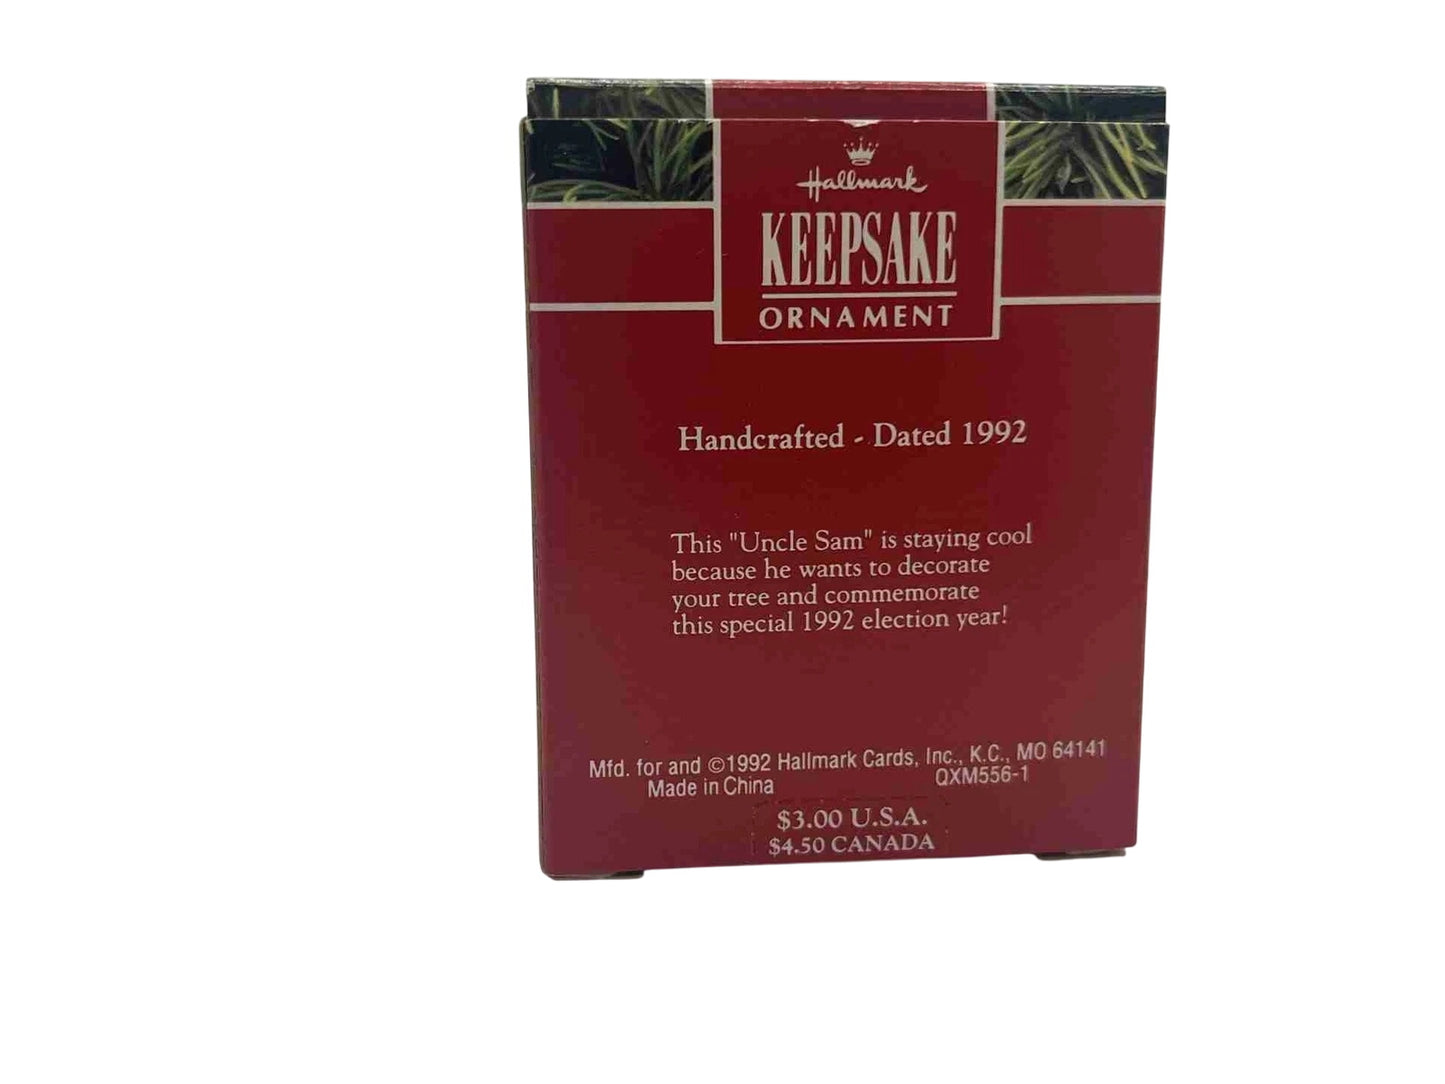 Hallmark
KEEPSAKE
ORNAMENT
Handcrafted - Dated 1992
This "Uncle Sam" is staying cool
because he wants to decorate
your tree and commemorate
this special 1992 election year!
Mfd. for and ©1992 Hallmark Cards, Inc., K.C., MO 64141
Made in China QXM556-1
$3.00 U.S.A.
$4.50 CANADA